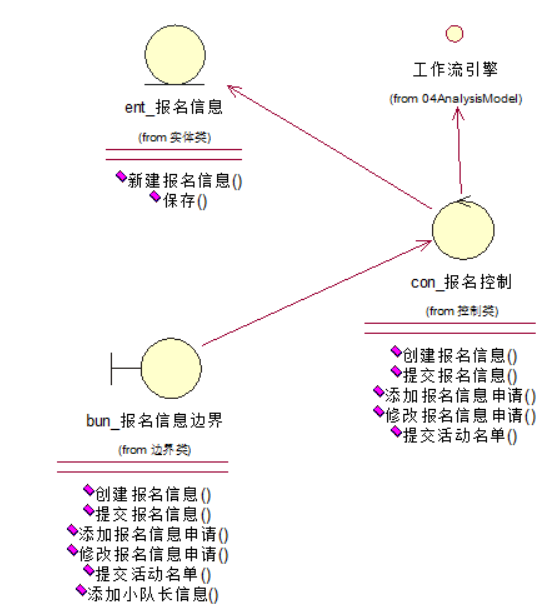 ent_报名信息
(from 实体类)
新建报名信息()
保存()
工作流引擎
(from 04AnalysisModel)
con_报名控制
(from 控制类)
创建报名信息()
提交报名信息()
添加报名信息申请()
修改报名信息申请()
提交活动名单()
bun_报名信息边界
(from 边界类)
创建报名信息()
提交报名信息()
添加报名信息申请()
修改报名信息申请()
提交活动名单()
添加小队长信息()